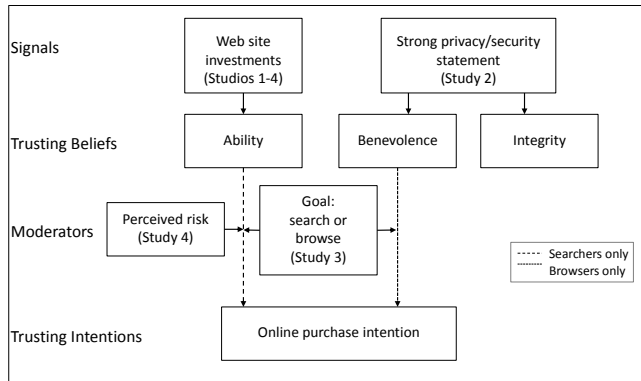 Signals
Web site
investments
(Studios 1-4)
Strong privacy/security
statement
(Study 2)
Trusting Beliefs
Ability
Benevolence
Integrity
Moderators
Perceived risk
(Study 4)
Goal:
search or
browse
(Study 3)
Searchers only
Browsers only
Trusting Intentions
Online purchase intention